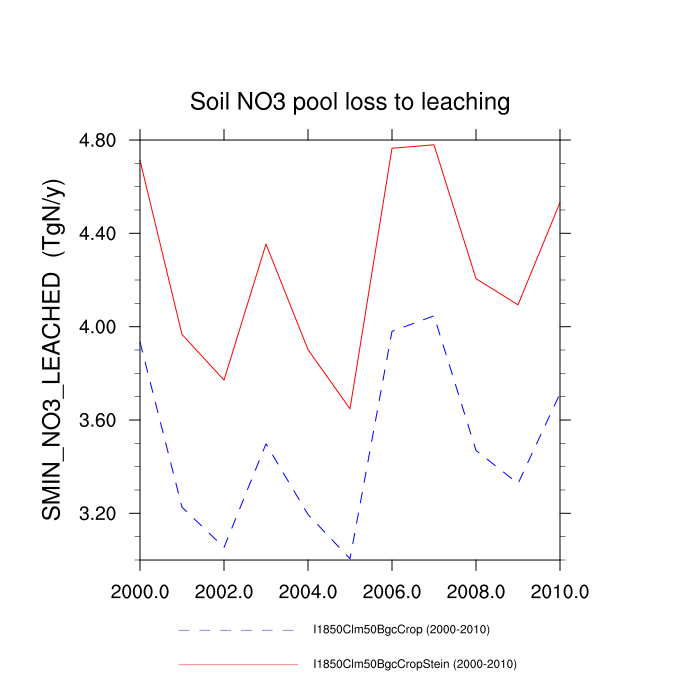 Soil NO3 pool loss to leaching
SMIN_NO3_LEACHED (TgN/y)
4.80
4.40
4.00
3.60
3.20
2000.0 2002.0 2004.0 2006.0 2008.0 2010.0
I1850Clm50BgcCrop (2000-2010)
I1850Clm50BgcCropStein (2000-2010)